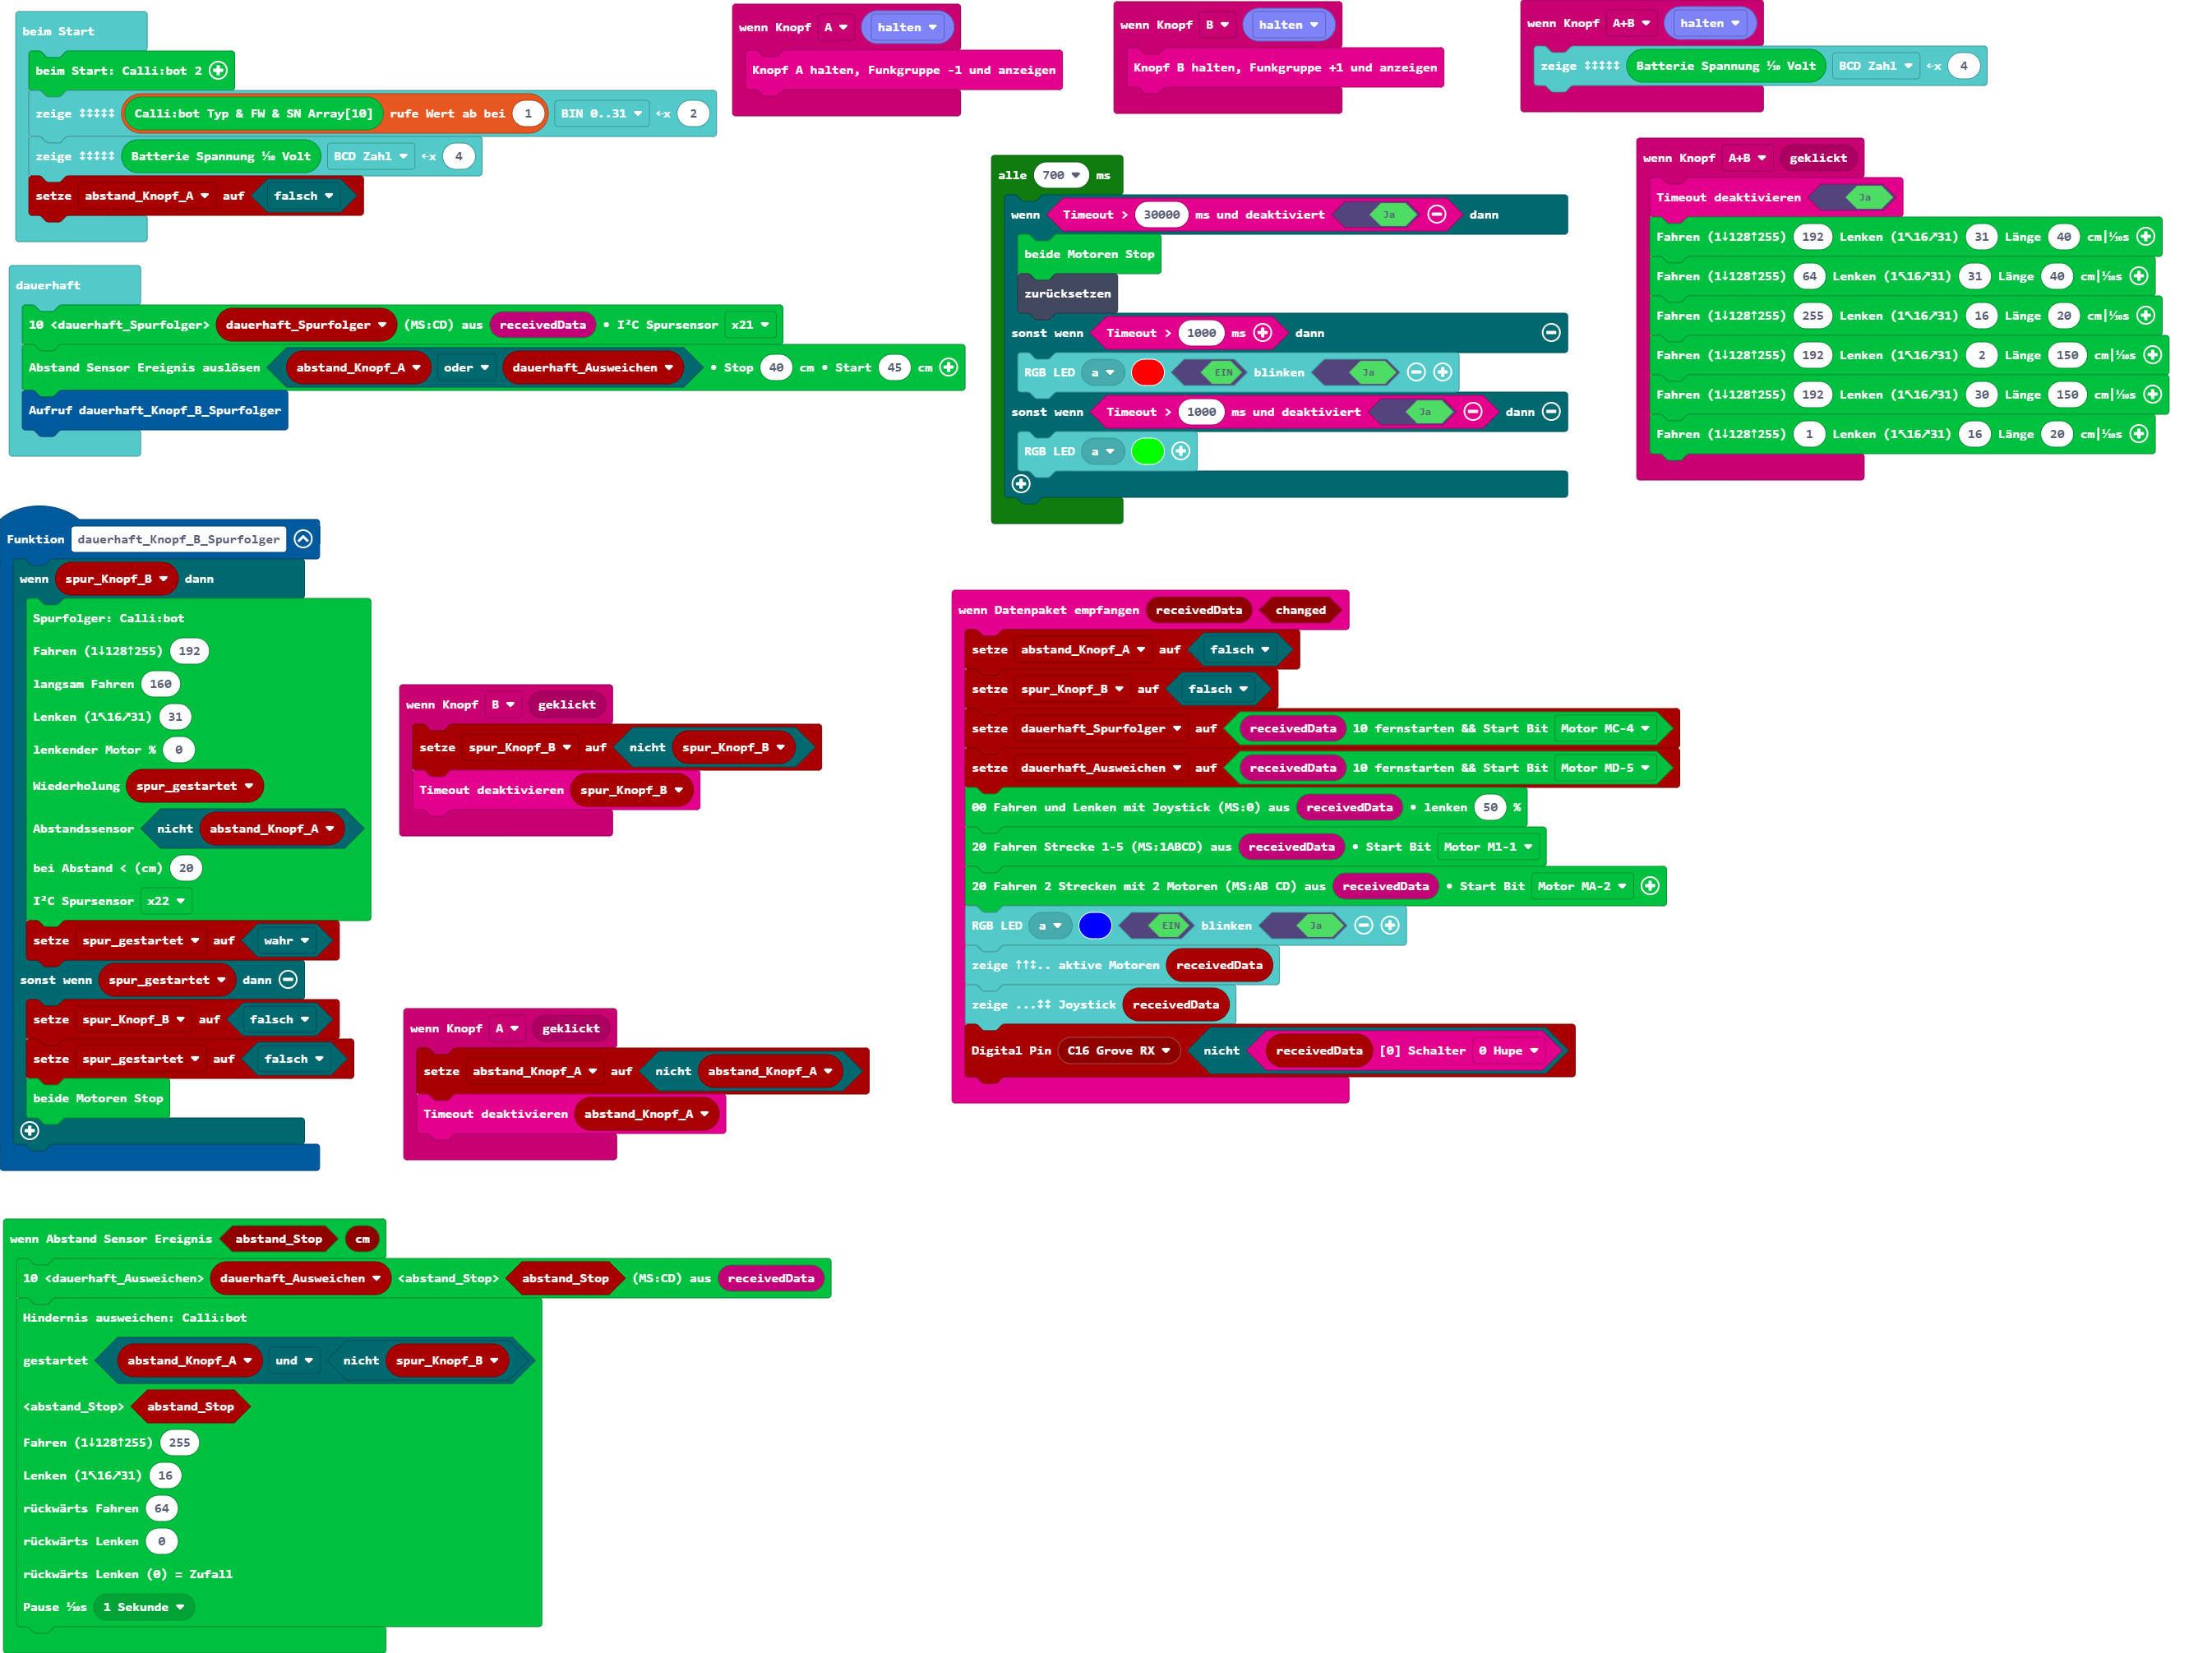 beim Start
beim Start: Calli:bot 2
zeige ↕↕↕↕↕ Calli:bot Typ & FW & SN Array[10] rufe Wert ab bei 1 BIN 0..31 ←x 2
zeige ↕↕↕↕↕ Batterie Spannung ⅒ Volt BCD Zahl ←x 4
setze abstand_Knopf_A auf falsch
wenn Knopf A halten
Knopf A halten, Funkgruppe -1 und anzeigen
wenn Knopf B halten
Knopf B halten, Funkgruppe +1 und anzeigen
wenn Knopf A+B halten
zeige ↕↕↕↕↕ Batterie Spannung ⅒ Volt BCD Zahl ←x 4
dauerhaft
10 <dauerhaft_Spurfolger> dauerhaft_Spurfolger (MS:CD) aus receivedData • I²C Spursensor x21
Abstand Sensor Ereignis auslösen abstand_Knopf_A oder dauerhaft_Ausweichen • Stop 40 cm • Start 45 cm
Aufruf dauerhaft_Knopf_B_Spurfolger
alle 700 ms
wenn Timeout > 30000 ms und deaktiviert Ja dann
beide Motoren Stop
zurücksetzen
sonst wenn Timeout > 1000 ms dann
RGB LED a EIN blinken Ja
sonst wenn Timeout > 1000 ms und deaktiviert Ja dann
RGB LED a
wenn Knopf A+B geklickt
Timeout deaktivieren Ja
Fahren (1↓128↑255) 192 Lenken (1↖16↗31) 31 Länge 40 cm|⅒s
Fahren (1↓128↑255) 64 Lenken (1↖16↗31) 31 Länge 40 cm|⅒s
Fahren (1↓128↑255) 255 Lenken (1↖16↗31) 16 Länge 20 cm|⅒s
Fahren (1↓128↑255) 192 Lenken (1↖16↗31) 2 Länge 150 cm|⅒s
Fahren (1↓128↑255) 192 Lenken (1↖16↗31) 30 Länge 150 cm|⅒s
Fahren (1↓128↑255) 1 Lenken (1↖16↗31) 16 Länge 20 cm|⅒s
Funktion dauerhaft_Knopf_B_Spurfolger
wenn spur_Knopf_B dann
Spurfolger: Calli:bot
Fahren (1↓128↑255) 192
langsam Fahren 160
Lenken (1↖16↗31) 31
lenkender Motor % 0
Wiederholung spur_gestartet
Abstandssensor nicht abstand_Knopf_A
bei Abstand < (cm) 20
I²C Spursensor x22
setze spur_gestartet auf wahr
sonst wenn spur_gestartet dann
setze spur_Knopf_B auf falsch
setze spur_gestartet auf falsch
beide Motoren Stop
wenn Knopf B geklickt
setze spur_Knopf_B auf nicht spur_Knopf_B
Timeout deaktivieren spur_Knopf_B
wenn Knopf A geklickt
setze abstand_Knopf_A auf nicht abstand_Knopf_A
Timeout deaktivieren abstand_Knopf_A
wenn Datenpaket empfangen receivedData changed
setze abstand_Knopf_A auf falsch
setze spur_Knopf_B auf falsch
setze dauerhaft_Spurfolger auf receivedData 10 fernstarten && Start Bit Motor MC-4
setze dauerhaft_Ausweichen auf receivedData 10 fernstarten && Start Bit Motor MD-5
00 Fahren und Lenken mit Joystick (MS:0) aus receivedData • lenken 50 %
20 Fahren Strecke 1-5 (MS:1ABCD) aus receivedData • Start Bit Motor M1-1
20 Fahren 2 Strecken mit 2 Motoren (MS:AB CD) aus receivedData • Start Bit Motor MA-2
RGB LED a EIN blinken Ja
zeige ↑↑↕.. aktive Motoren receivedData
zeige ...↕↕ Joystick receivedData
Digital Pin C16 Grove RX nicht receivedData [0] Schalter 0 Hupe
wenn Abstand Sensor Ereignis abstand_Stop cm
10 <dauerhaft_Ausweichen> dauerhaft_Ausweichen <abstand_Stop> abstand_Stop (MS:CD) aus receivedData
Hindernis ausweichen: Calli:bot
gestartet abstand_Knopf_A und nicht spur_Knopf_B
<abstand_Stop> abstand_Stop
Fahren (1↓128↑255) 255
Lenken (1↖16↗31) 16
rückwärts Fahren 64
rückwärts Lenken 0
rückwärts Lenken (0) = Zufall
Pause ⅒s 1 Sekunde